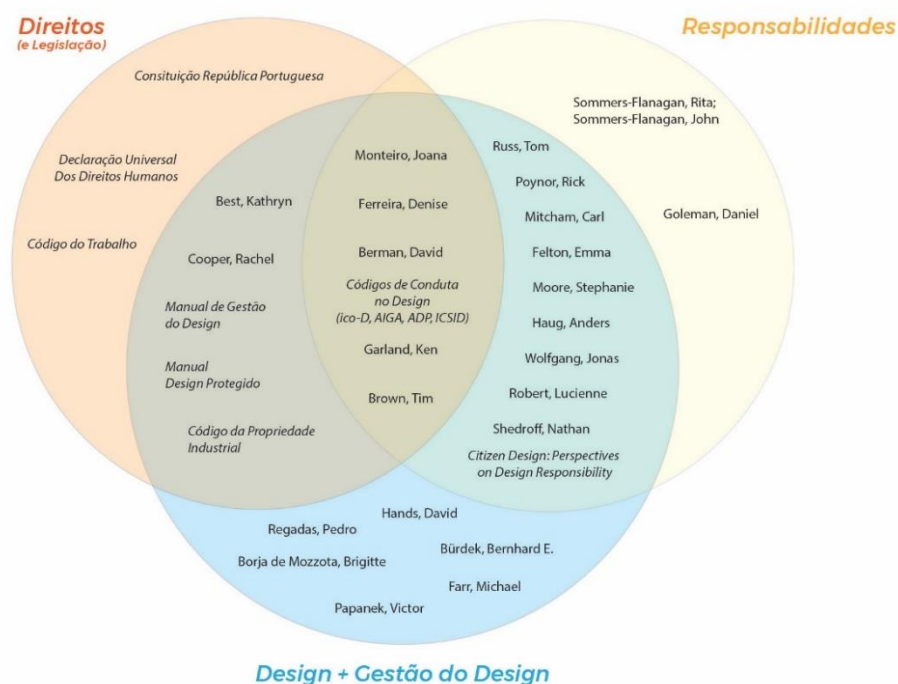 Direitos
(e Legislação)
Responsabilidades
Consituição República Portuguesa
Declaração Universal
Dos Direitos Humanos
Código do Trabalho
Best, Kathryn
Cooper, Rachel
Manual de Gestão
do Design
Manual
Design Protegido
Código da Propriedade
Industrial
Monteiro, Joana
Ferreira, Denise
Berman, David
Códigos de Conduta
no Design
(ico-D, AIGA, ADP, ICSID)
Garland, Ken
Brown, Tim
Sommers-Flanagan, Rita;
Sommers-Flanagan, John
Goleman, Daniel
Russ, Tom
Poynor, Rick
Mitcham, Carl
Felton, Emma
Moore, Stephanie
Haug, Anders
Wolfgang, Jonas
Robert, Lucienne
Shedroff, Nathan
Citizen Design: Perspectives
on Design Responsibility
Hands, David
Regadas, Pedro
Bürdek, Bernhard E.
Borja de Mozzota, Brigitte
Farr, Michael
Papanek, Victor
Design + Gestão do Design